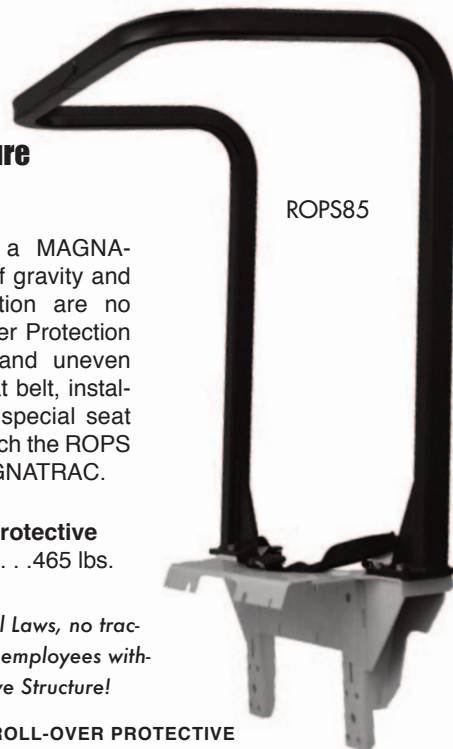 ure
ROPS85
a MAGNA-
f gravity and
tion are no
er Protection
and uneven
at belt, instal-
special seat
ch the ROPS
GNATRAC.
rotective
. . .465 lbs.
l Laws, no trac-
employees with-
ve Structure!
ROLL-OVER PROTECTIVE